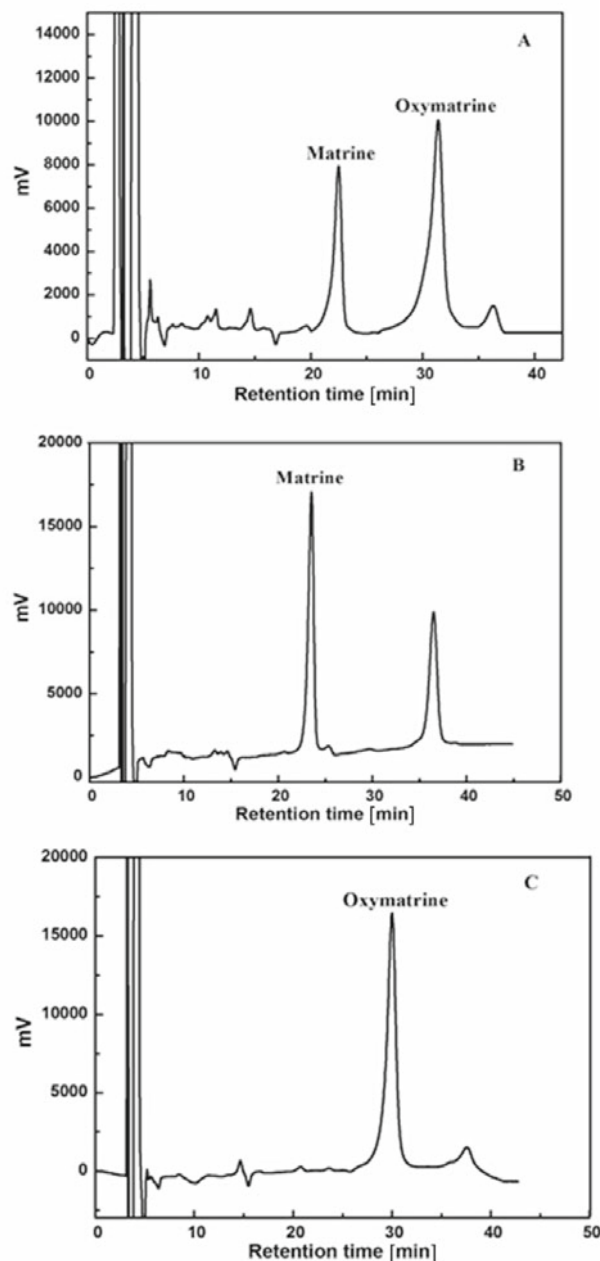 A
14000
12000
10000
8000
6000
4000
2000
0
mV
Matrine
Oxymatrine
0 10 20 30 40
Retention time [min]
B
20000
15000
10000
5000
0
mV
Matrine
0 10 20 30 40 50
Retention time [min]
C
20000
15000
10000
5000
0
mV
Oxymatrine
0 10 20 30 40 50
Retention time [min]